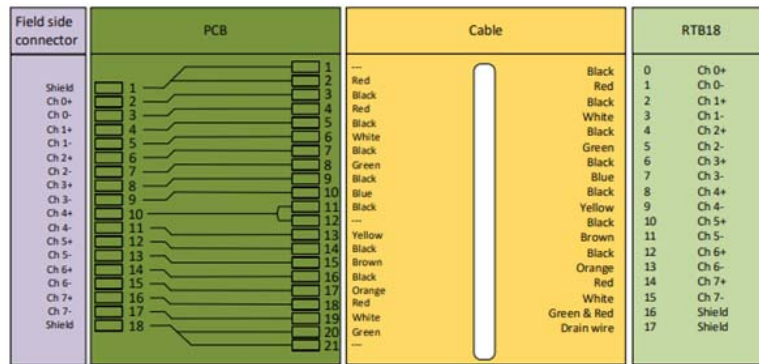 Field side
connector
Shield
Ch 0+
Ch 0-
Ch 1+
Ch 1-
Ch 2+
Ch 2-
Ch 3+
Ch 3-
Ch 4+
Ch 4-
Ch 5+
Ch 5-
Ch 6+
Ch 6-
Ch 7+
Ch 7-
Shield
PCB
1
2
3
4
5
6
7
8
9
10
11
12
13
14
15
16
17
18
1
2
3
4
5
6
7
8
9
10
11
12
13
14
15
16
17
18
19
20
21
Cable
---
Red
Black
Red
Black
White
Black
Green
Black
Blue
Black
---
Yellow
Black
Brown
Black
Orange
Red
White
Green
---
Black
Red
Black
White
Black
Green
Black
Blue
Black
Yellow
Black
Brown
Black
Orange
Red
White
Green & Red
Drain wire
RTB18
0 Ch 0+
1 Ch 0-
2 Ch 1+
3 Ch 1-
4 Ch 2+
5 Ch 2-
6 Ch 3+
7 Ch 3-
8 Ch 4+
9 Ch 4-
10 Ch 5+
11 Ch 5-
12 Ch 6+
13 Ch 6-
14 Ch 7+
15 Ch 7-
16 Shield
17 Shield